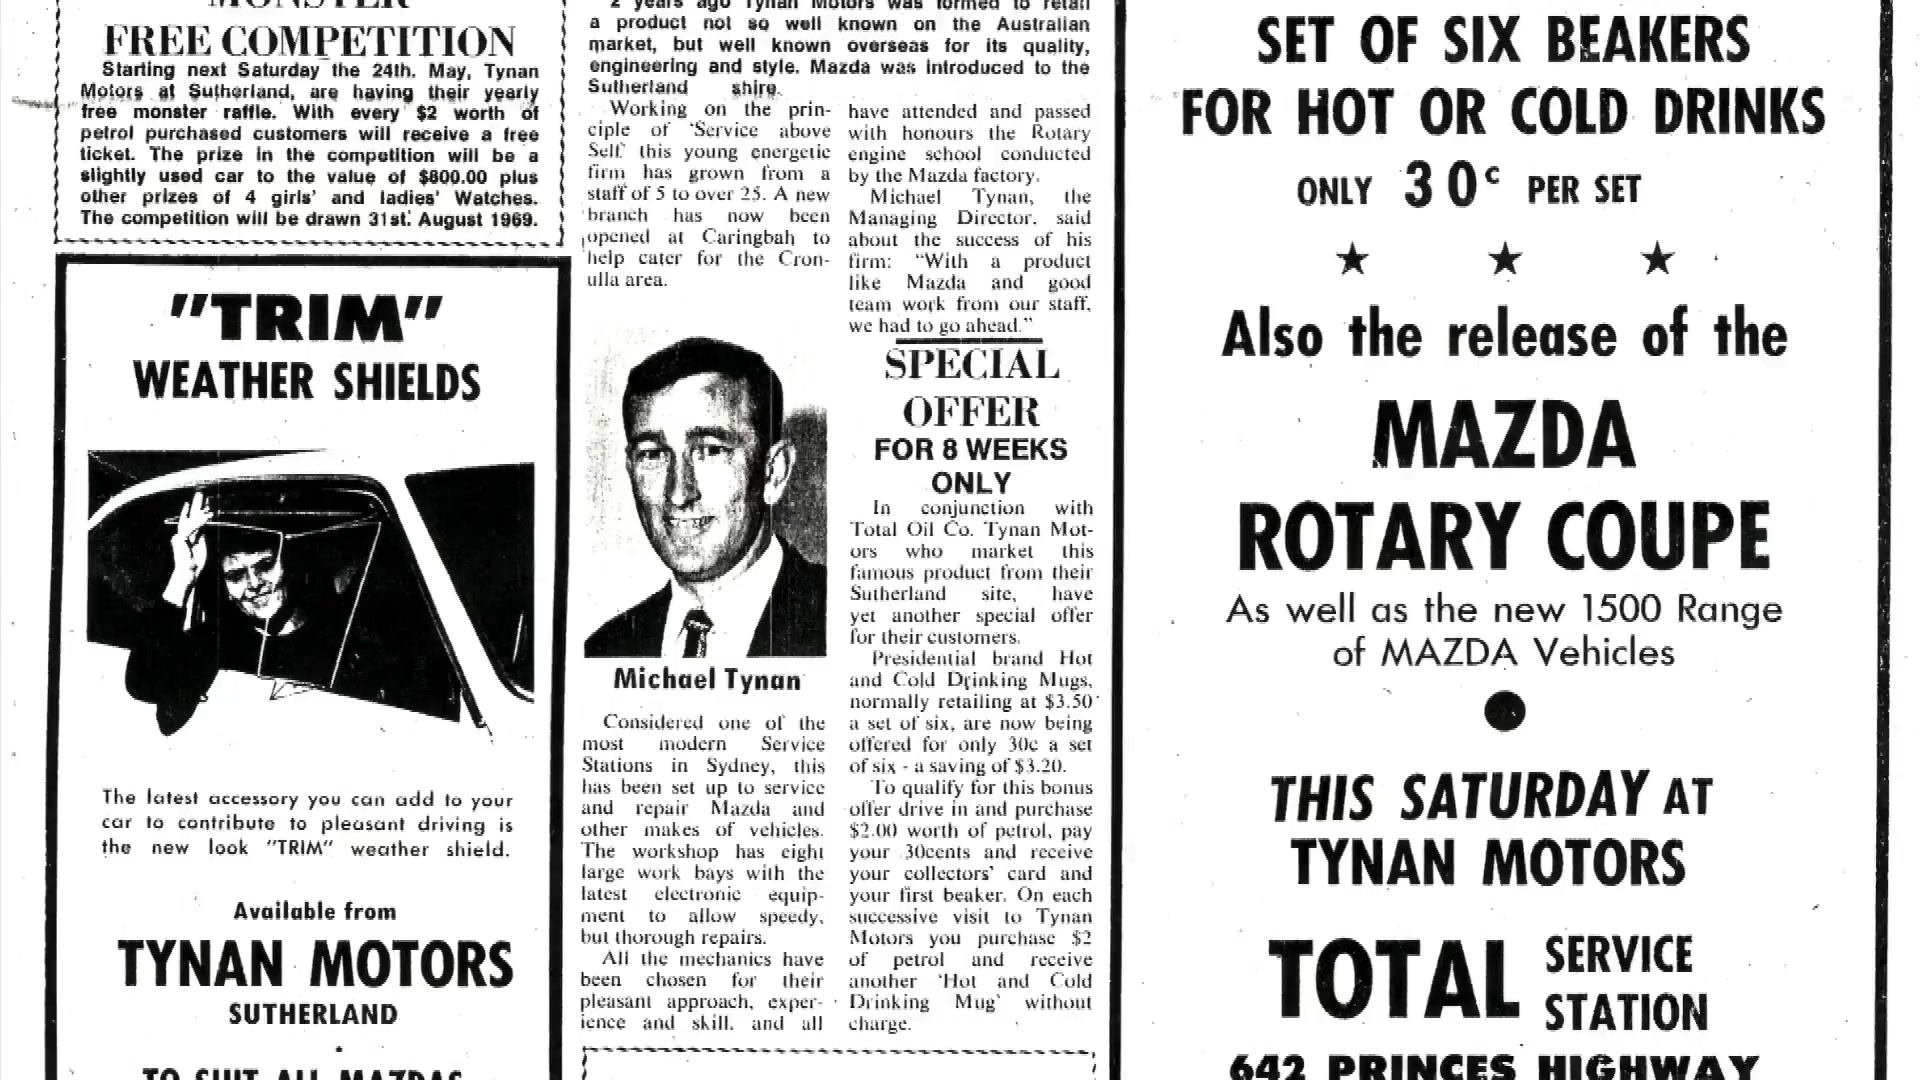 MONSTER
FREE COMPETITION
Starting next Saturday the 24th. May, Tynan
Motors at Sutherland, are having their yearly
free monster raffle. With every $2 worth of
petrol purchased customers will receive a free
ticket. The prize in the competition will be a
slightly used car to the value of $800.00 plus
other prizes of 4 girls' and ladies' Watches.
The competition will be drawn 31st. August 1969.
"TRIM"
WEATHER SHIELDS
The latest accessory you can add to your
car to contribute to pleasant driving is
the new look "TRIM" weather shield.
Available from
TYNAN MOTORS
SUTHERLAND
TO SUIT ALL MAZDAS
2 years ago Tynan Motors was formed to retail
a product not so well known on the Australian
market, but well known overseas for its quality,
engineering and style. Mazda was introduced to the
Sutherland shire.
Working on the prin-
ciple of 'Service above
Self' this young energetic
firm has grown from a
staff of 5 to over 25. A new
branch has now been
opened at Caringbah to
help cater for the Cron-
ulla area.
Michael Tynan
Considered one of the
most modern Service
Stations in Sydney, this
has been set up to service
and repair Mazda and
other makes of vehicles.
The workshop has eight
large work bays with the
latest electronic equip-
ment to allow speedy,
but thorough repairs.
All the mechanics have
been chosen for their
pleasant approach, exper-
ience and skill, and all
have attended and passed
with honours the Rotary
engine school conducted
by the Mazda factory.
Michael Tynan, the
Managing Director, said
about the success of his
firm: "With a product
like Mazda and good
team work from our staff,
we had to go ahead."
SPECIAL
OFFER
FOR 8 WEEKS
ONLY
In conjunction with
Total Oil Co. Tynan Mot-
ors who market this
famous product from their
Sutherland site, have
yet another special offer
for their customers.
Presidential brand Hot
and Cold Drinking Mugs,
normally retailing at $3.50
a set of six, are now being
offered for only 30c a set
of six - a saving of $3.20.
To qualify for this bonus
offer drive in and purchase
$2.00 worth of petrol, pay
your 30cents and receive
your collectors' card and
your first beaker. On each
successive visit to Tynan
Motors you purchase $2
of petrol and receive
another 'Hot and Cold
Drinking Mug' without
charge.
SET OF SIX BEAKERS
FOR HOT OR COLD DRINKS
ONLY 30c PER SET
Also the release of the
MAZDA
ROTARY COUPE
As well as the new 1500 Range
of MAZDA Vehicles
THIS SATURDAY AT
TYNAN MOTORS
TOTAL SERVICE
STATION
642 PRINCES HIGHWAY